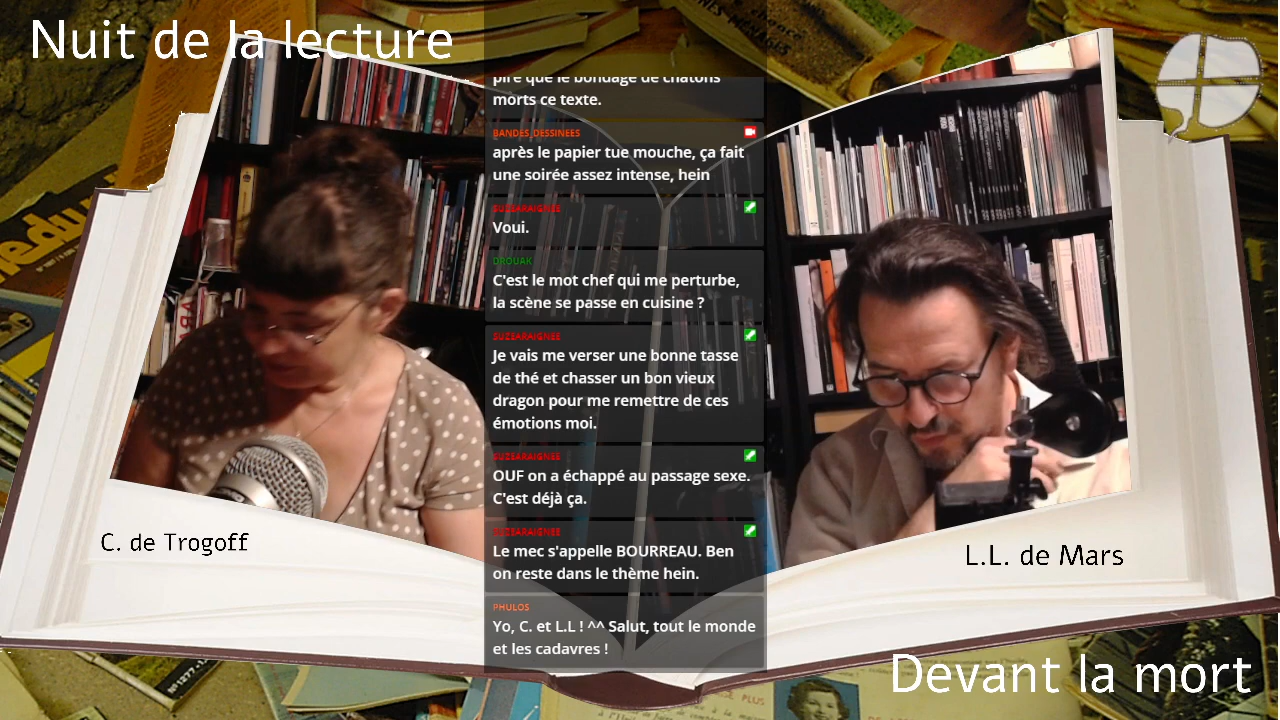 Nuit de la lecture
pire que le bondage de chatons
morts ce texte.
BANDES_DESSINEES
après le papier tue mouche, ça fait
une soirée assez intense, hein
SUZEARAIGNEE
Voui.
DROUAK
C'est le mot chef qui me perturbe,
la scène se passe en cuisine ?
SUZEARAIGNEE
Je vais me verser une bonne tasse
de thé et chasser un bon vieux
dragon pour me remettre de ces
émotions moi.
SUZEARAIGNEE
OUF on a échappé au passage sexe.
C'est déjà ça.
SUZEARAIGNEE
Le mec s'appelle BOURREAU. Ben
on reste dans le thème hein.
PHULOS
Yo, C. et L.L ! ^^ Salut, tout le monde
et les cadavres !
C. de Trogoff
L.L. de Mars
Devant la mort